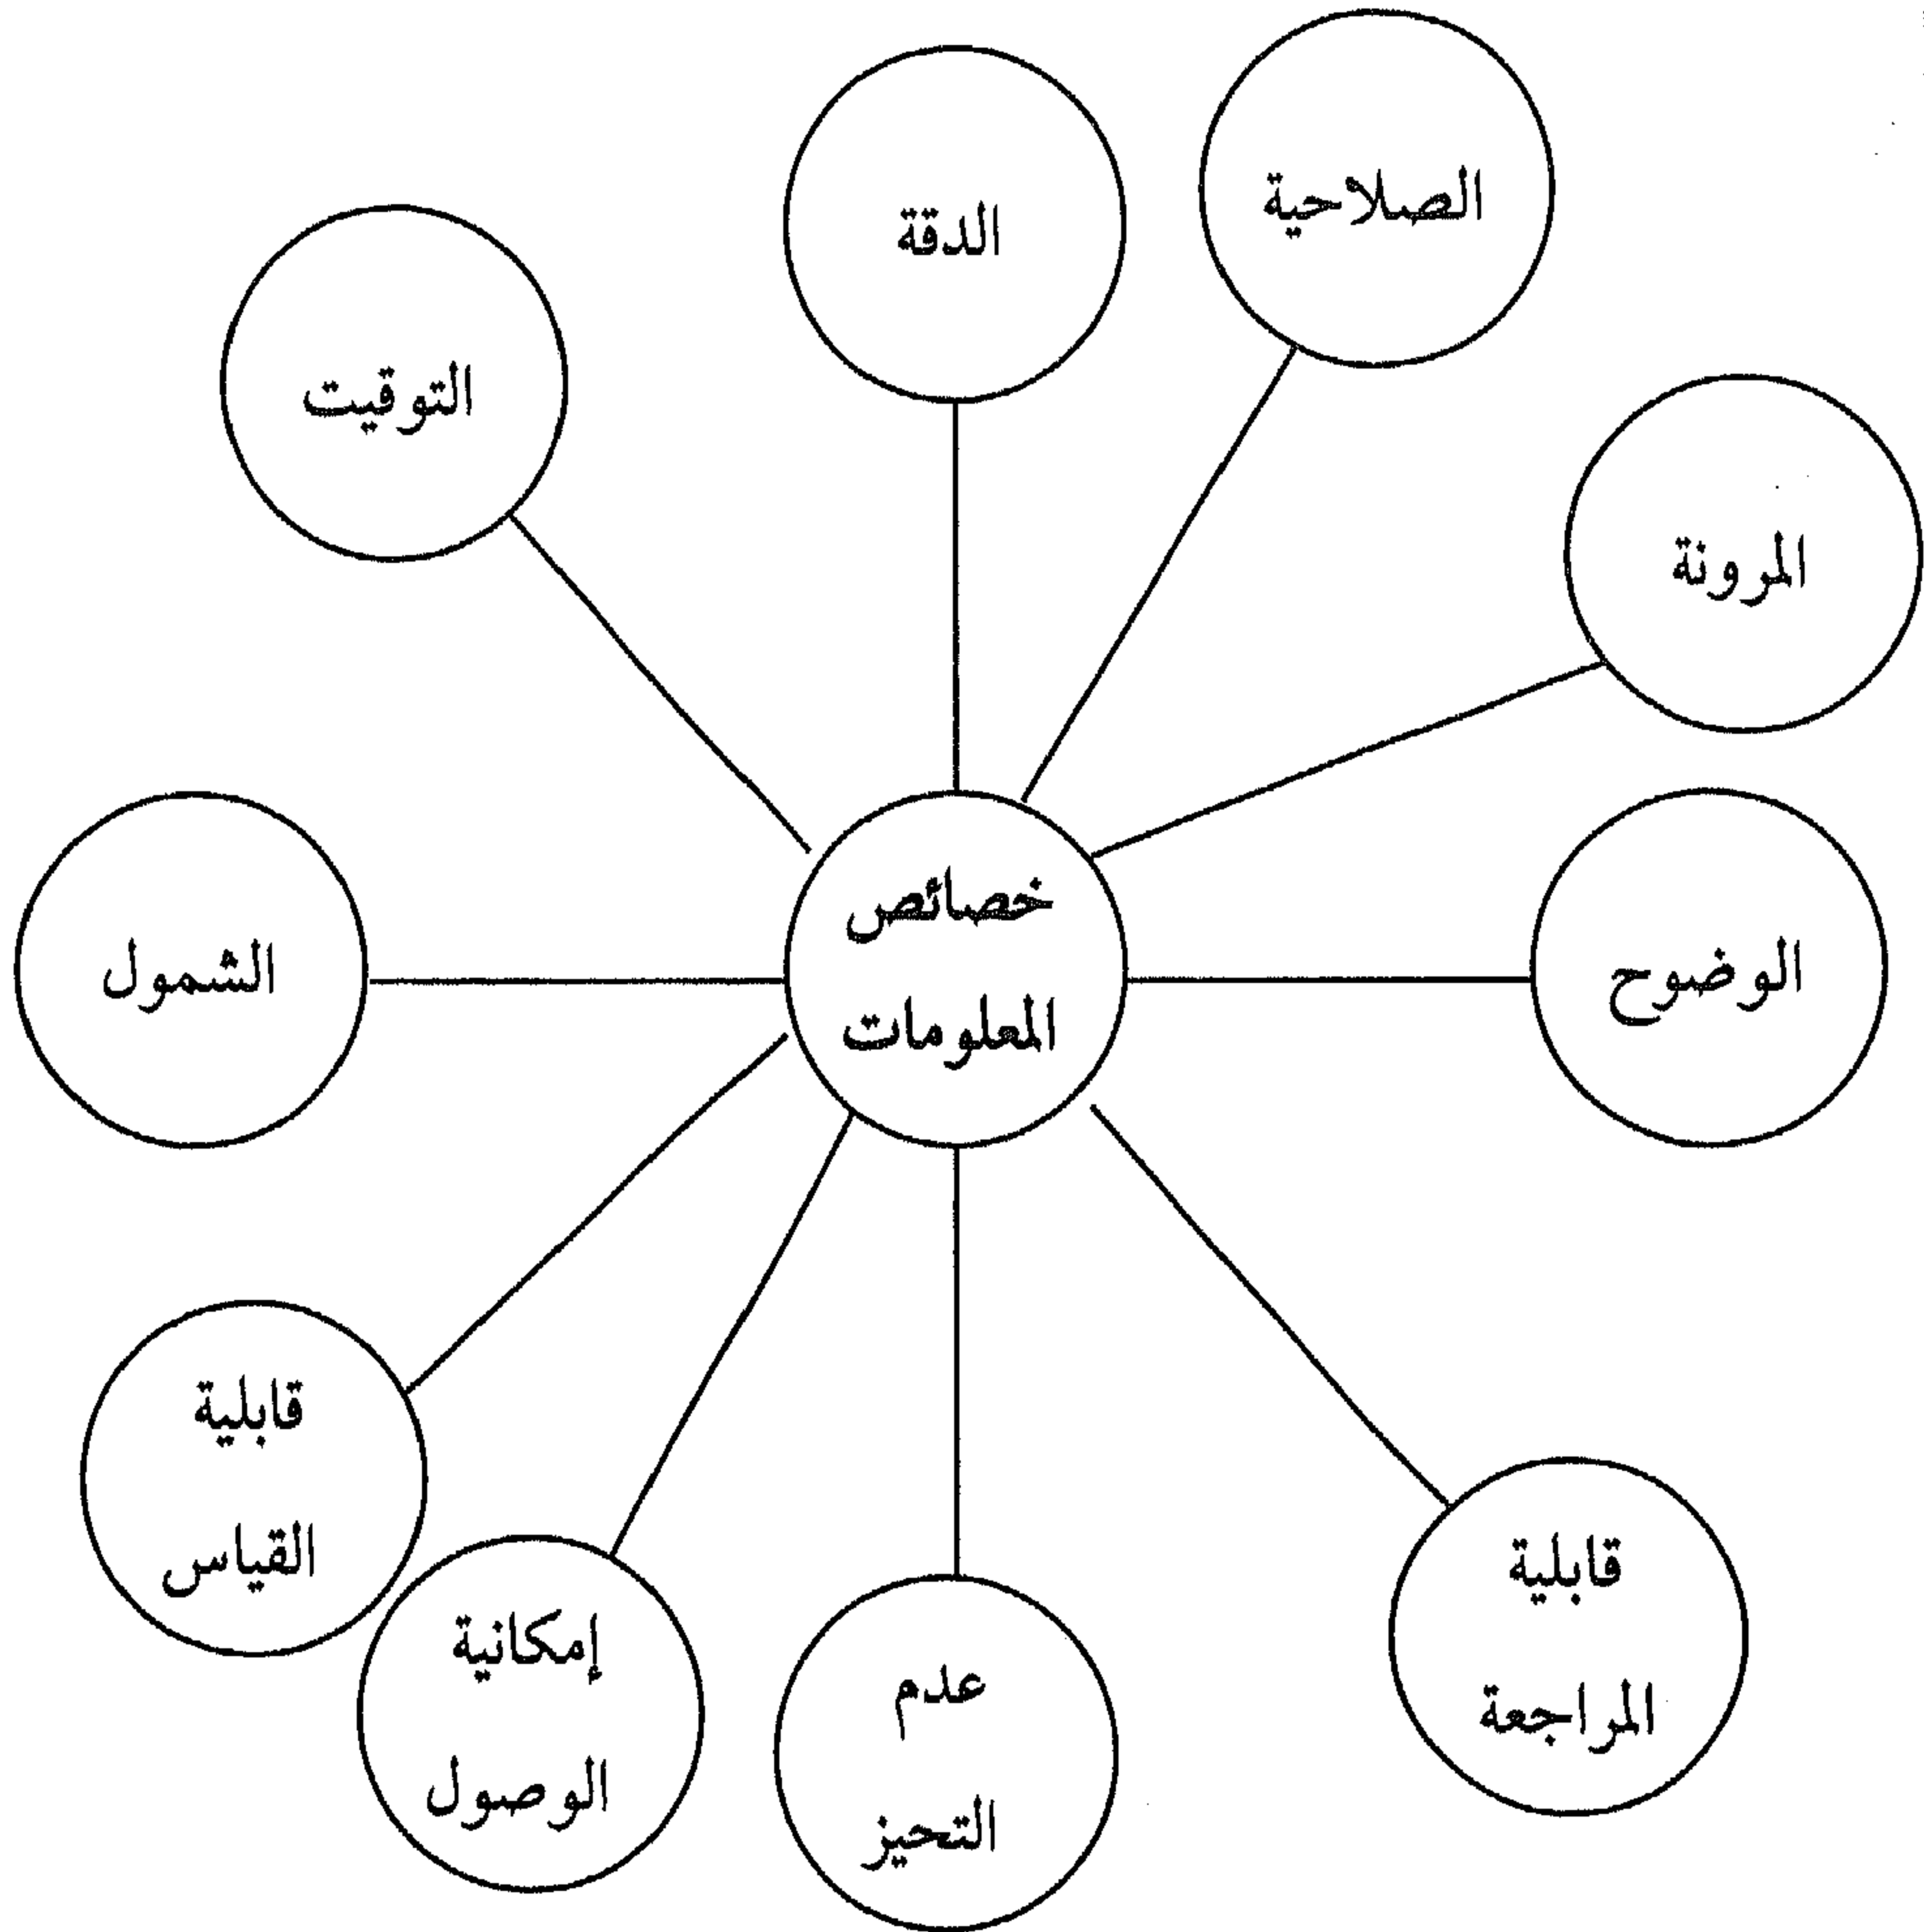 الصلاحية
الدقة
التوقيت
المرونة
خصائص
المعلومات
الوضوح
الشمول
قابلية
القياس
قابلية
المراجعة
إمكانية
الوصول
عدم
التحيز